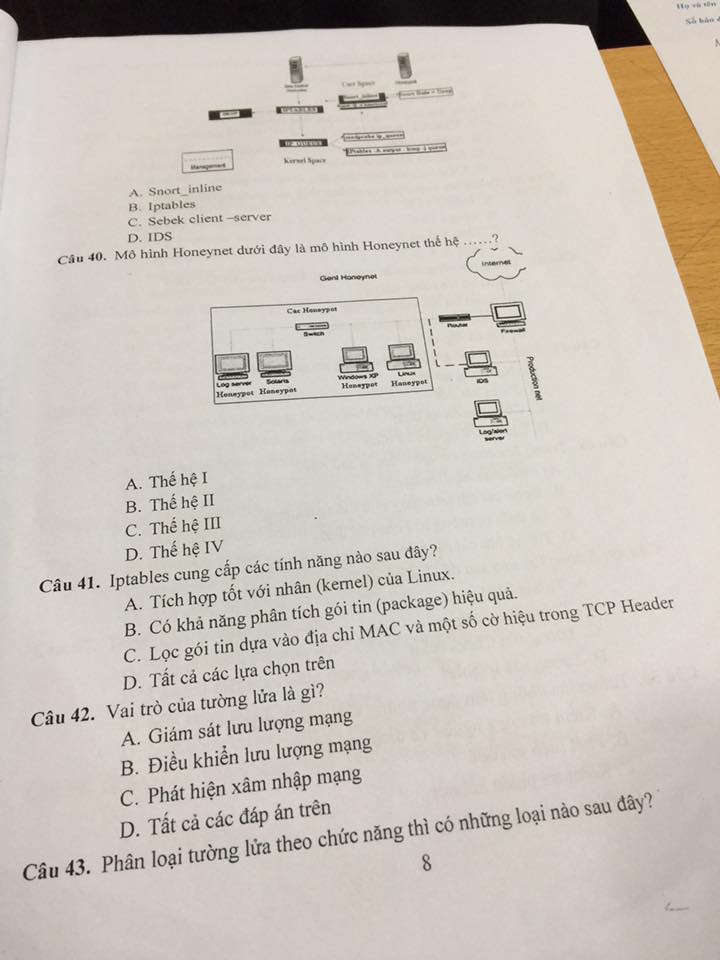 Họ và tên
Số báo
User Space
IPTABLES
Management
Kernel Space
A. Snort_inline
B. Iptables
C. Sebek client –server
D. IDS
Câu 40. Mô hình Honeynet dưới đây là mô hình Honeynet thế hệ ......?
GenI Honeynet
Internet
Các Honeypot
Switch
Router
Firewall
Log server
Solaris
Windows XP
Linux
Honeypot Honeypot Honeypot Honeypot
IDS
Production net
Log/alert
server
A. Thế hệ I
B. Thế hệ II
C. Thế hệ III
D. Thế hệ IV
Câu 41. Iptables cung cấp các tính năng nào sau đây?
A. Tích hợp tốt với nhân (kernel) của Linux.
B. Có khả năng phân tích gói tin (package) hiệu quả.
C. Lọc gói tin dựa vào địa chỉ MAC và một số cờ hiệu trong TCP Header
D. Tất cả các lựa chọn trên
Câu 42. Vai trò của tường lửa là gì?
A. Giám sát lưu lượng mạng
B. Điều khiển lưu lượng mạng
C. Phát hiện xâm nhập mạng
D. Tất cả các đáp án trên
Câu 43. Phân loại tường lửa theo chức năng thì có những loại nào sau đây?
8